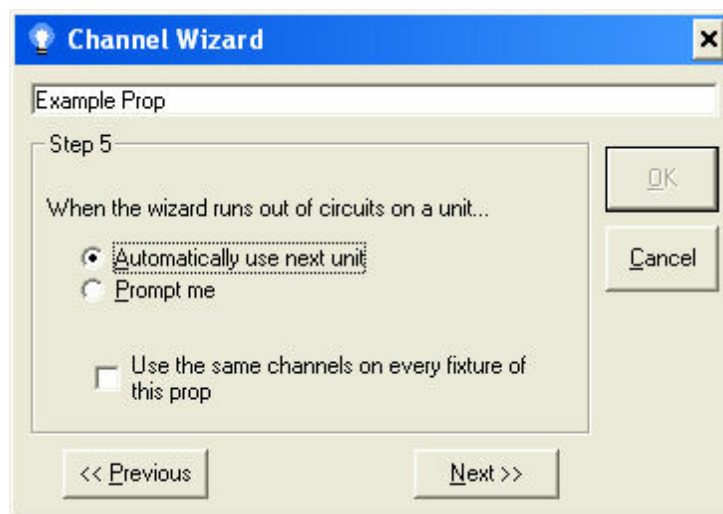 Channel Wizard
Example Prop
Step 5
OK
When the wizard runs out of circuits on a unit...
Automatically use next unit
Cancel
Prompt me
Use the same channels on every fixture of
this prop
<< Previous
Next >>